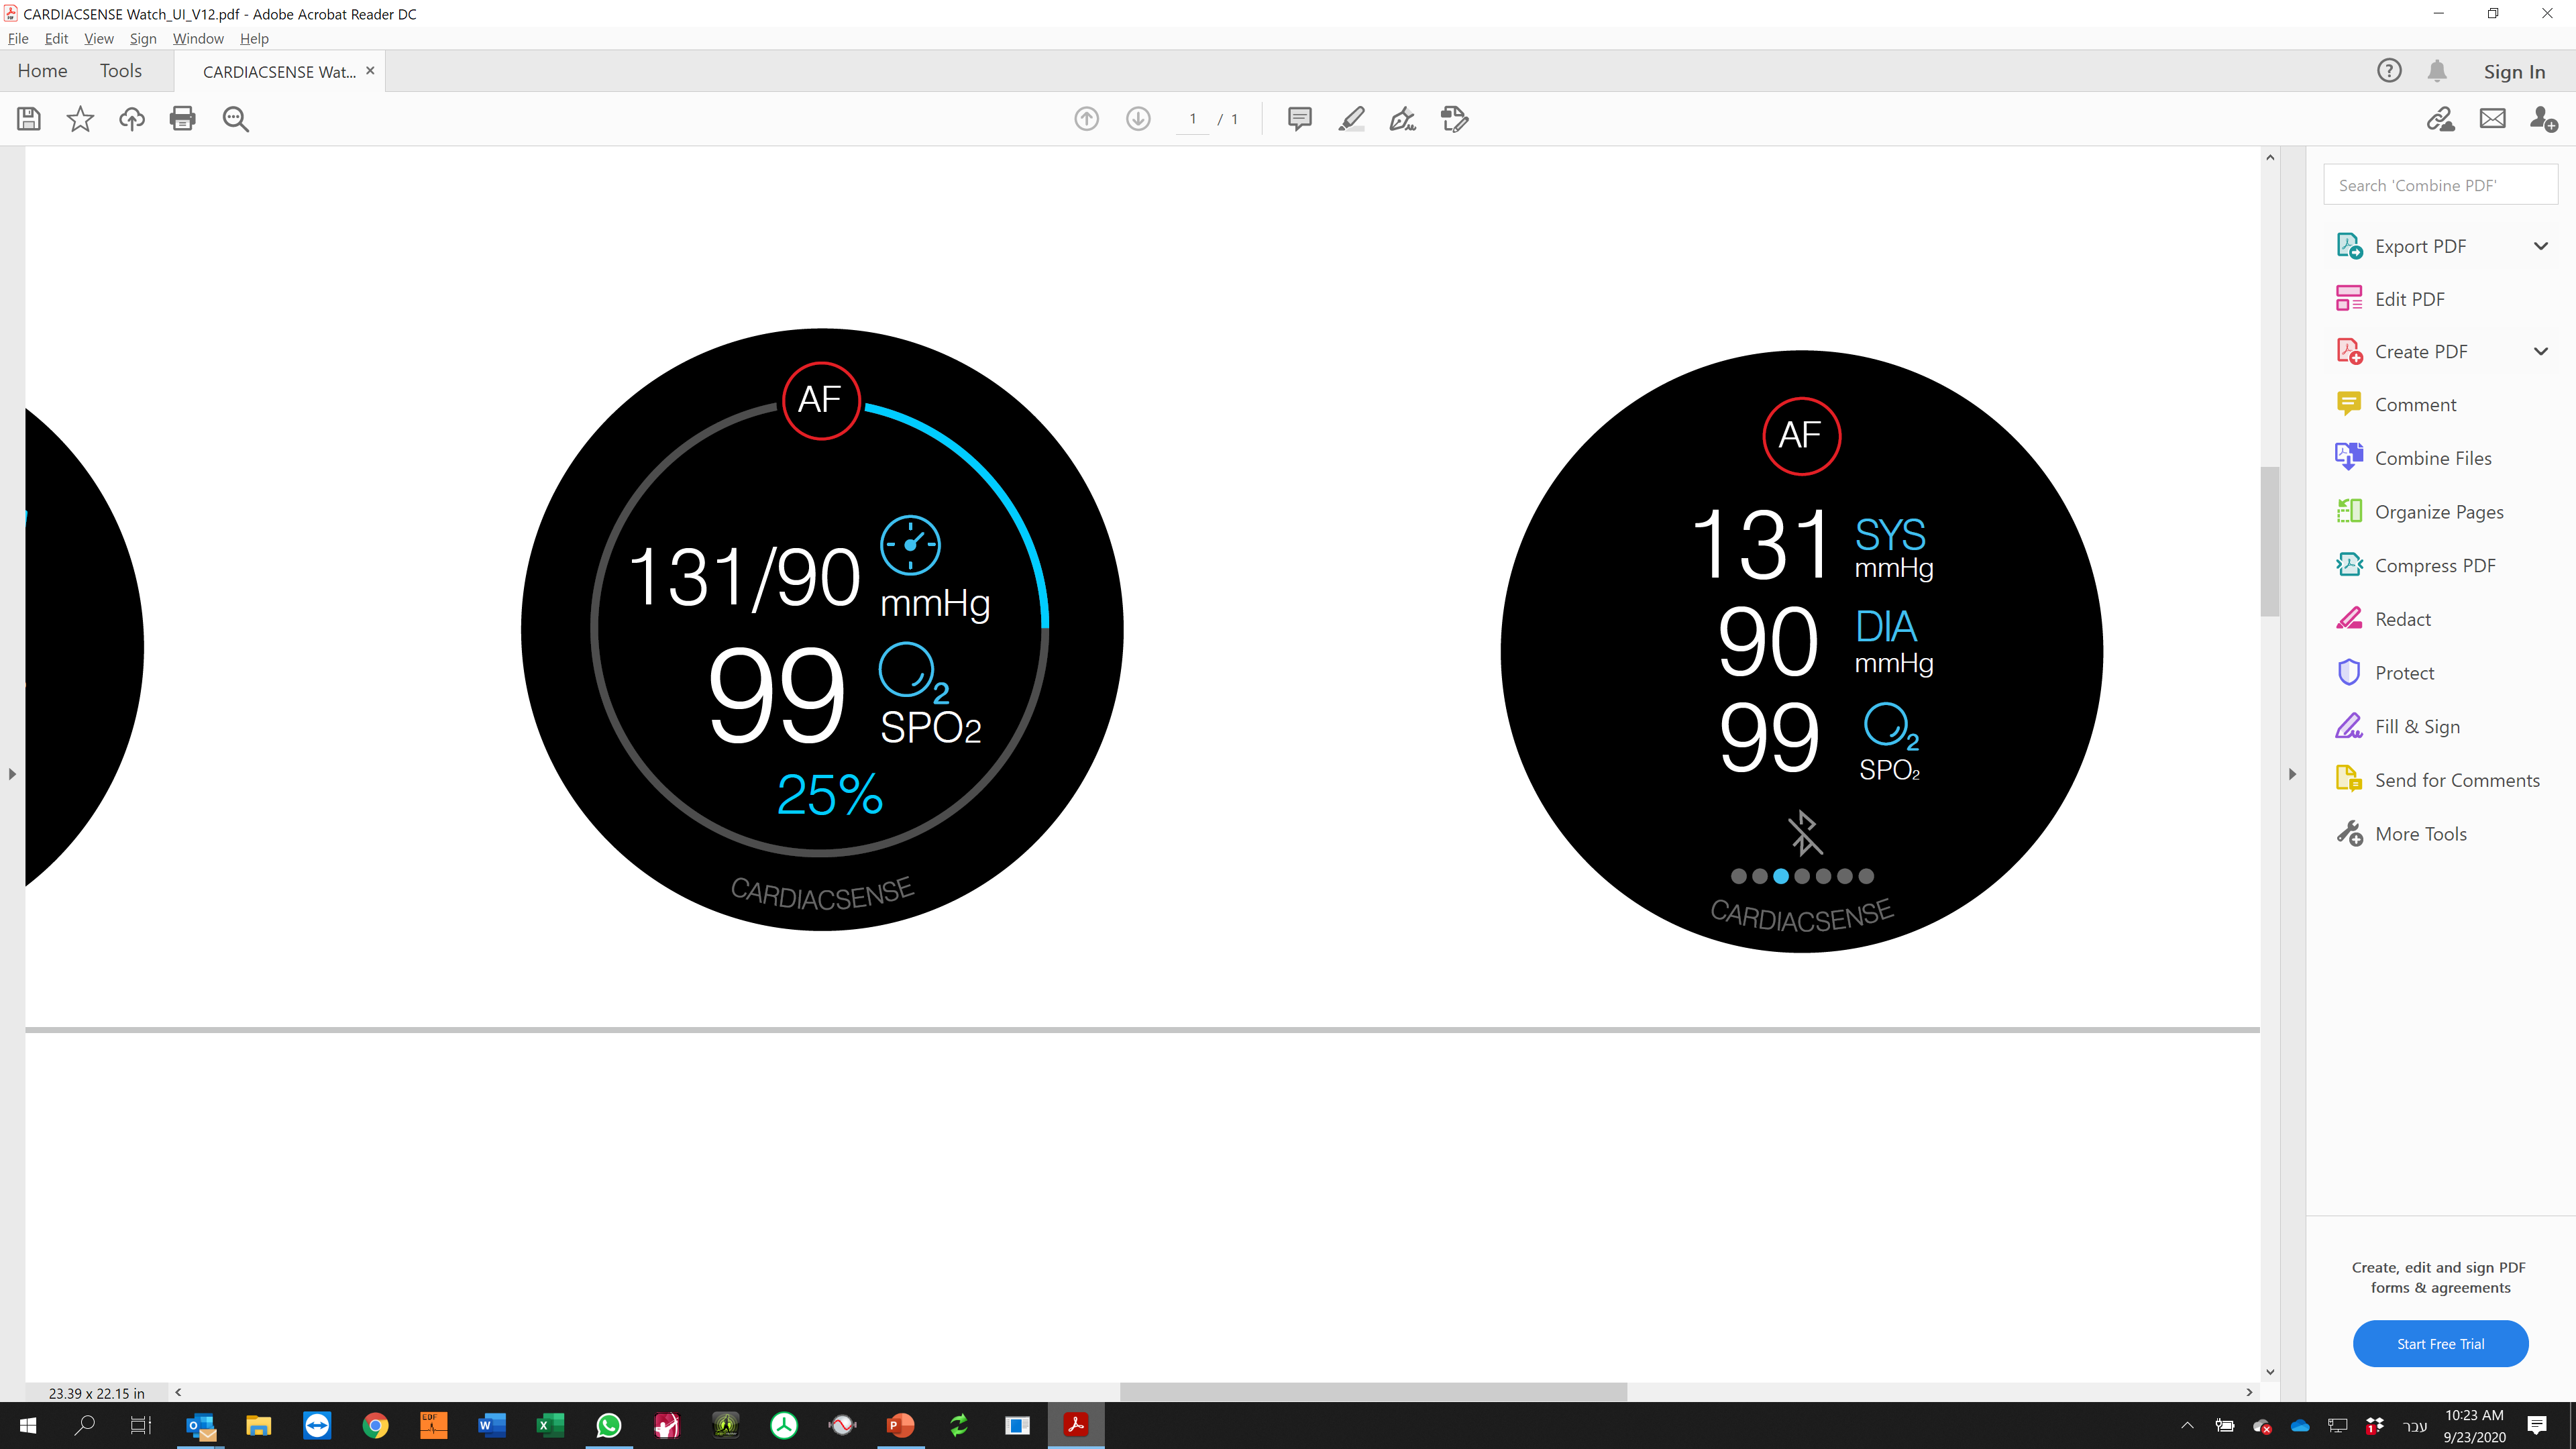 CARDIACSENSE Watch_UI_V12.pdf - Adobe Acrobat Reader DC
File Edit View Sign Window Help
Home Tools CARDIACSENSE Wat... Sign In
1 / 1
Search 'Combine PDF'
Export PDF
Edit PDF
Create PDF
Comment
Combine Files
Organize Pages
Compress PDF
Redact
Protect
Fill & Sign
Send for Comments
More Tools
Create, edit and sign PDF
forms & agreements
Start Free Trial
AF
131/90 mmHg
99 O2
SPO2
25%
CARDIACSENSE
AF
131 SYS
mmHg
90 DIA
mmHg
99 O2
SPO2
CARDIACSENSE
23.39 x 22.15 in
EDF
עבר
10:23 AM
9/23/2020